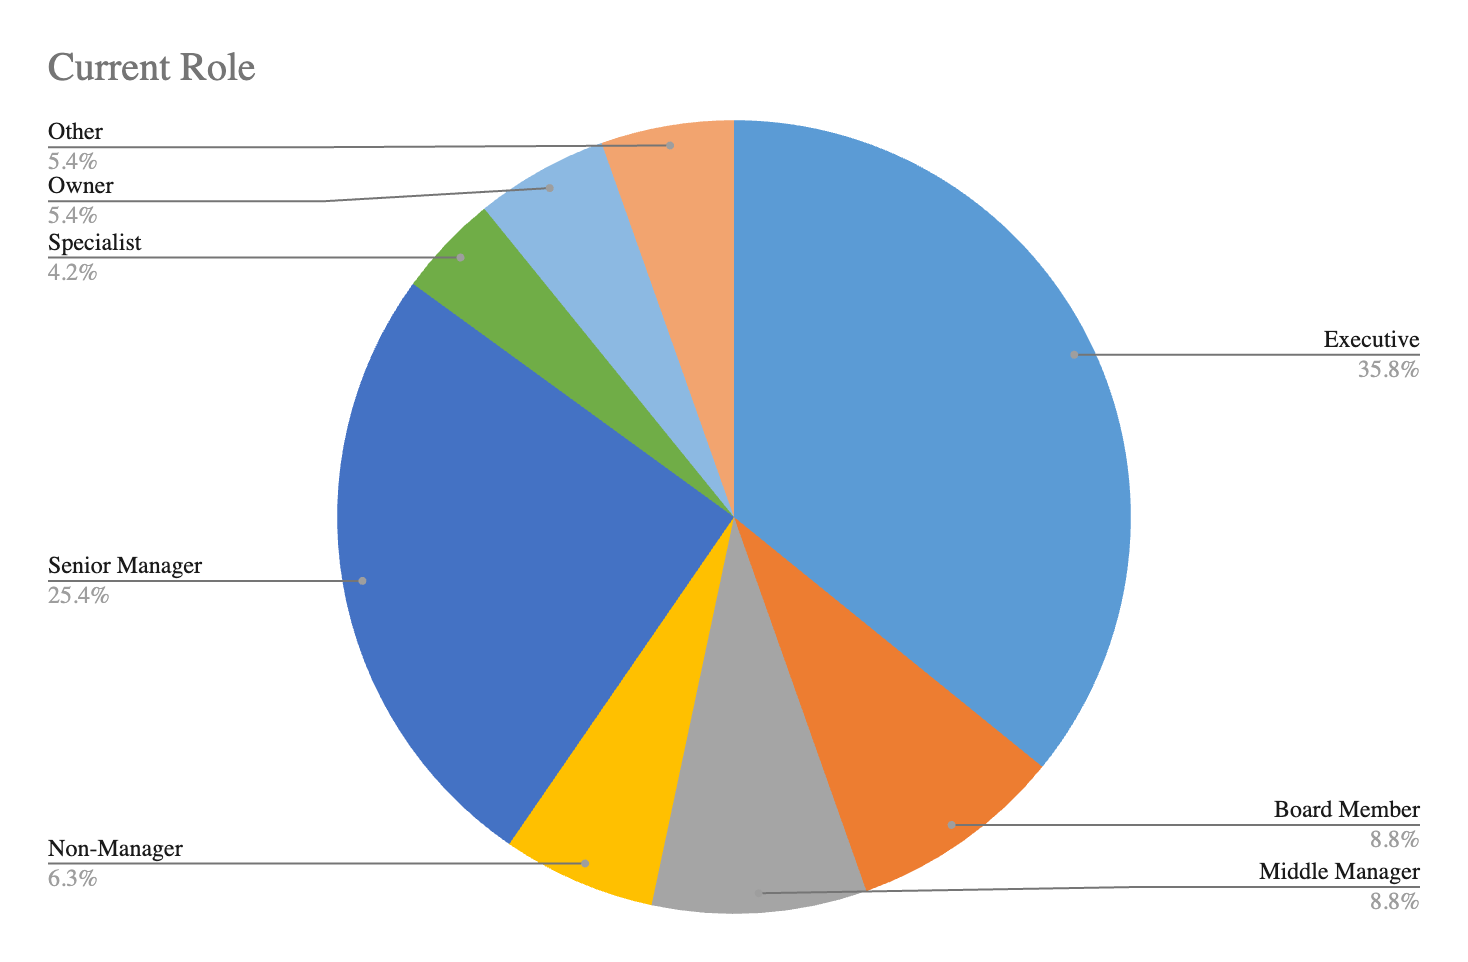 Current Role
Other
5.4%
Owner
5.4%
Specialist
4.2%
Executive
35.8%
Senior Manager
25.4%
Board Member
8.8%
Non-Manager
6.3%
Middle Manager
8.8%